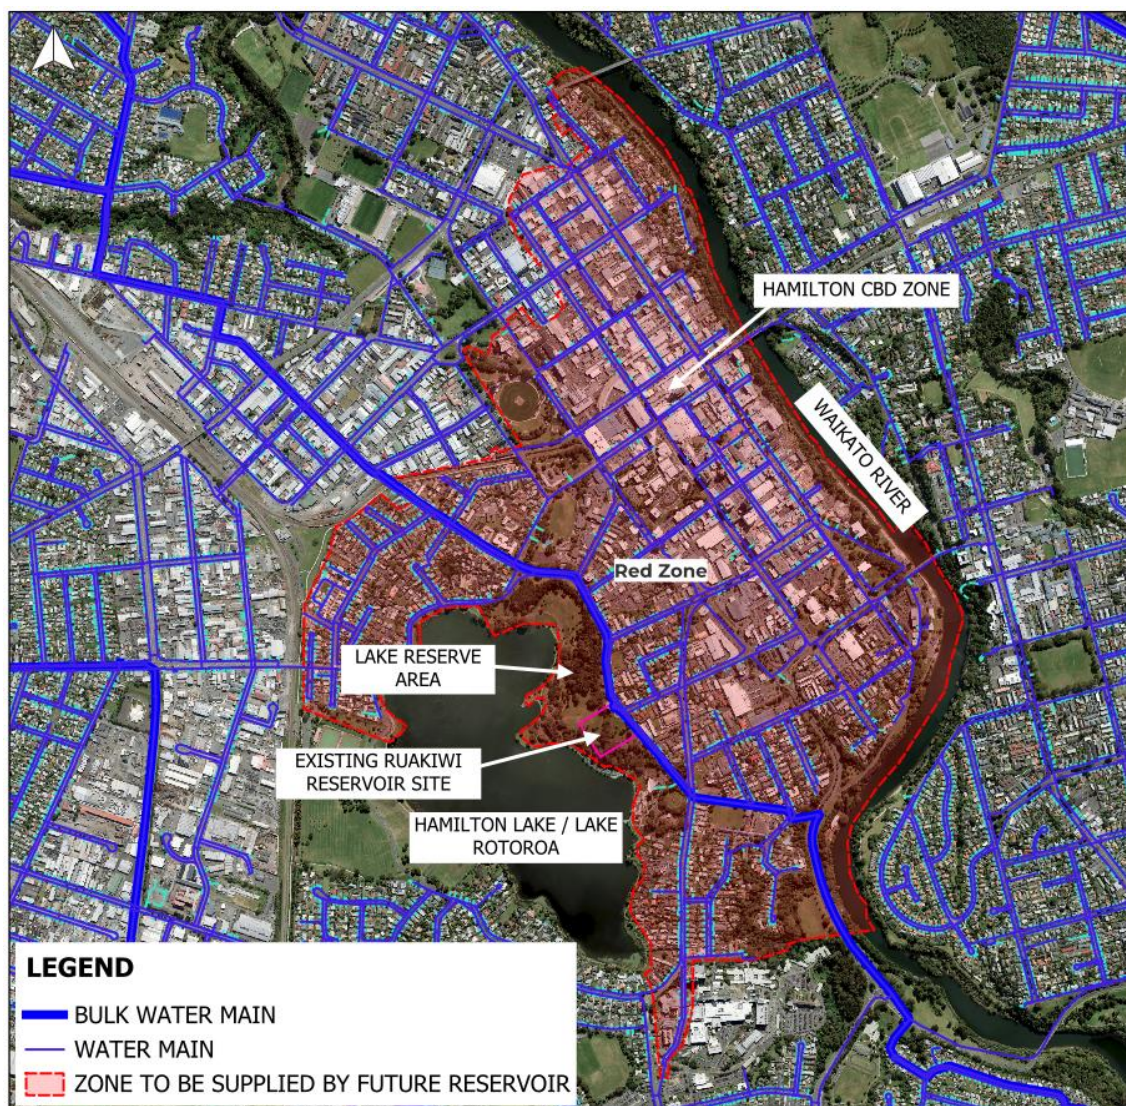 HAMILTON CBD ZONE
WAIKATO RIVER
Red Zone
LAKE RESERVE
AREA
EXISTING RUAKIWI
RESERVOIR SITE
HAMILTON LAKE / LAKE
ROTOROA
LEGEND
BULK WATER MAIN
WATER MAIN
ZONE TO BE SUPPLIED BY FUTURE RESERVOIR